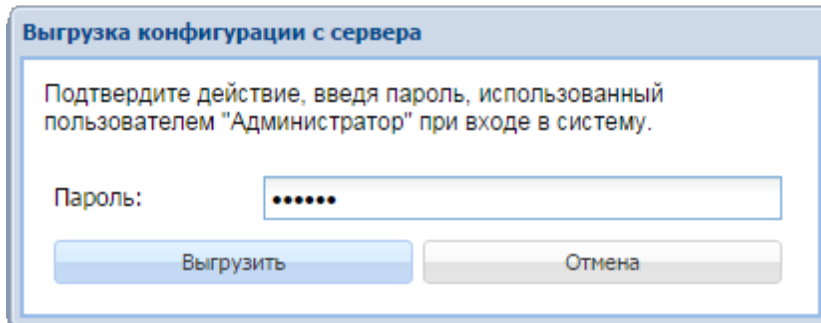 Выгрузка конфигурации с сервера
Подтвердите действие, введя пароль, использованный
пользователем "Администратор" при входе в систему.
Пароль: ••••••
Выгрузить Отмена